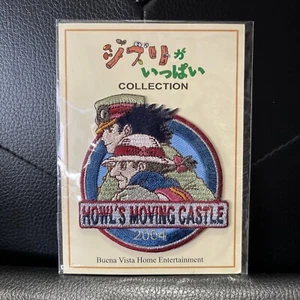 ジブリが
いっぱい
COLLECTION
HOWL'S MOVING CASTLE
2004
Buena Vista Home Entertainment